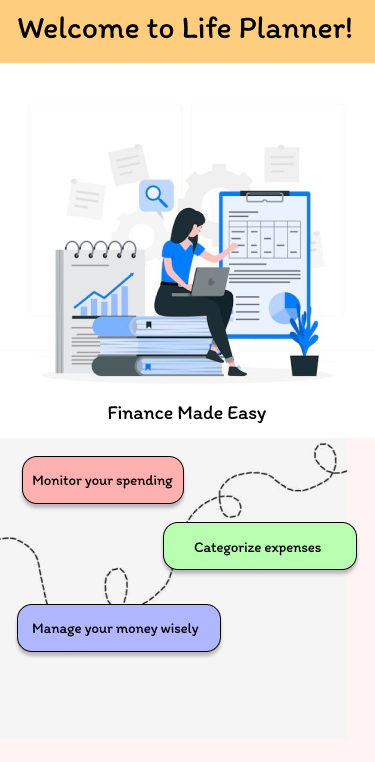 Welcome to Life Planner!
Finance Made Easy
Monitor your spending
Categorize expenses
Manage your money wisely